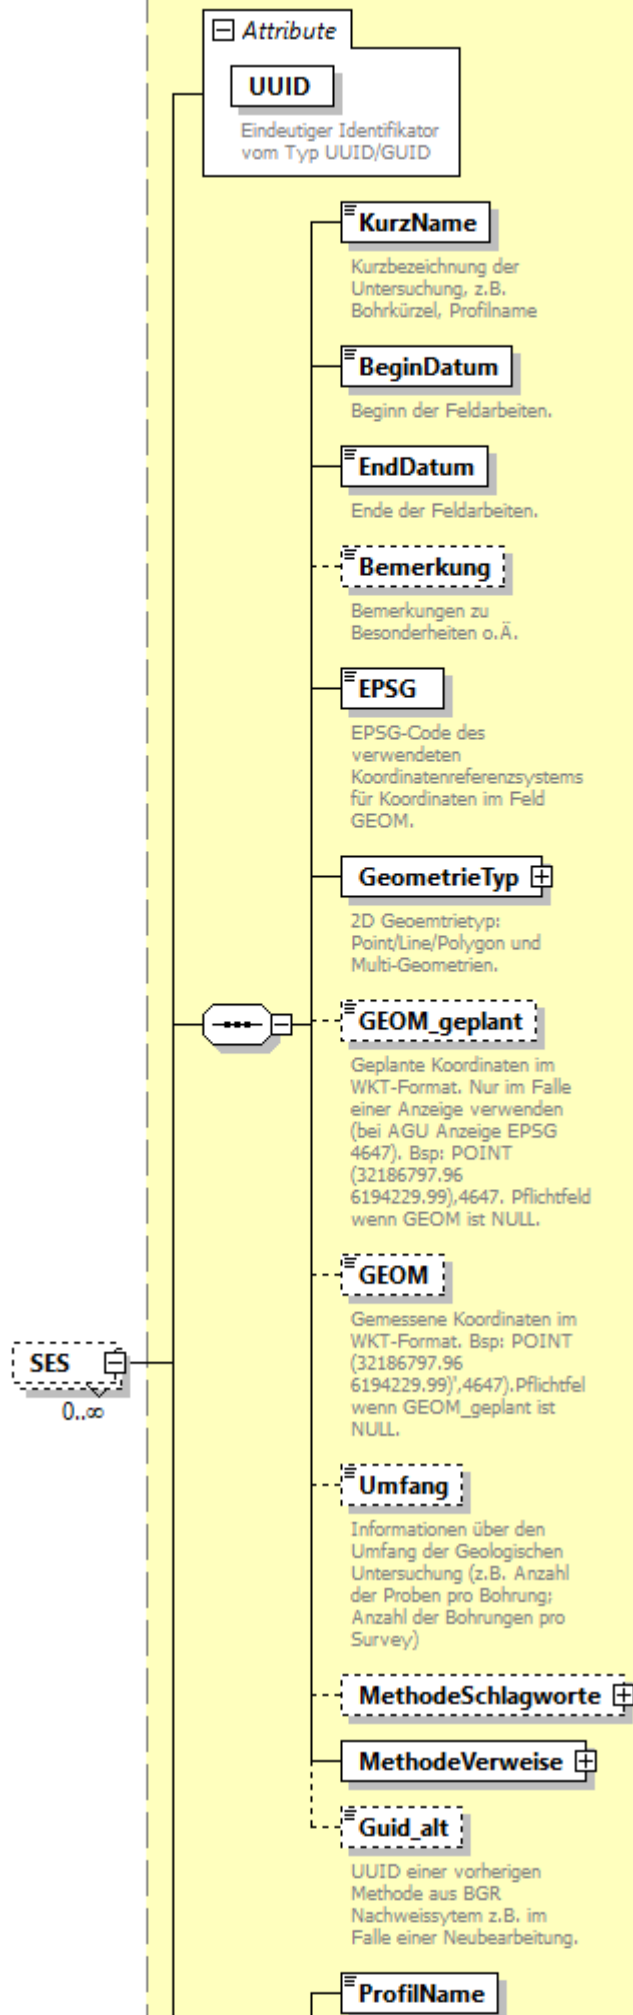 Attribute
UUID
Eindeutiger Identifikator
vom Typ UUID/GUID
KurzName
Kurzbezeichnung der
Untersuchung, z.B.
Bohrkürzel, Profilname
BeginDatum
Beginn der Feldarbeiten.
EndDatum
Ende der Feldarbeiten.
Bemerkung
Bemerkungen zu
Besonderheiten o.Ä.
EPSG
EPSG-Code des
verwendeten
Koordinatenreferenzsystems
für Koordinaten im Feld
GEOM.
GeometrieTyp
2D Geoemtrietyp:
Point/Line/Polygon und
Multi-Geometrien.
GEOM_geplant
Geplante Koordinaten im
WKT-Format. Nur im Falle
einer Anzeige verwenden
(bei AGU Anzeige EPSG
4647). Bsp: POINT
(32186797.96
6194229.99),4647. Pflichtfeld
wenn GEOM ist NULL.
GEOM
Gemessene Koordinaten im
WKT-Format. Bsp: POINT
(32186797.96
6194229.99)',4647).Pflichtfel
wenn GEOM_geplant ist
NULL.
SES
0..∞
Umfang
Informationen über den
Umfang der Geologischen
Untersuchung (z.B. Anzahl
der Proben pro Bohrung;
Anzahl der Bohrungen pro
Survey)
MethodeSchlagworte
MethodeVerweise
Guid_alt
UUID einer vorherigen
Methode aus BGR
Nachweissytem z.B. im
Falle einer Neubearbeitung.
ProfilName